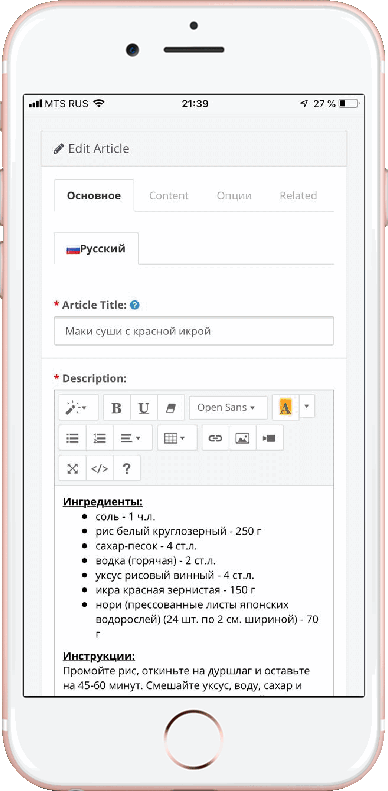 MTS RUS 21:39 27 %
Edit Article
Основное Content Опции Related
Русский
* Article Title: ?
Маки суши с красной икрой
* Description:
B U Open Sans A
</> ?
Ингредиенты:
соль - 1 ч.л.
рис белый круглозерный - 250 г
сахар-песок - 4 ст.л.
водка (горячая) - 2 ст.л.
уксус рисовый винный - 4 ст.л.
икра красная зернистая - 150 г
нори (прессованные листы японских
водорослей) (24 шт. по 2 см. шириной) - 70
г
Инструкции:
Промойте рис, откиньте на дуршлаг и оставьте
на 45-60 минут. Смешайте уксус, воду, сахар и